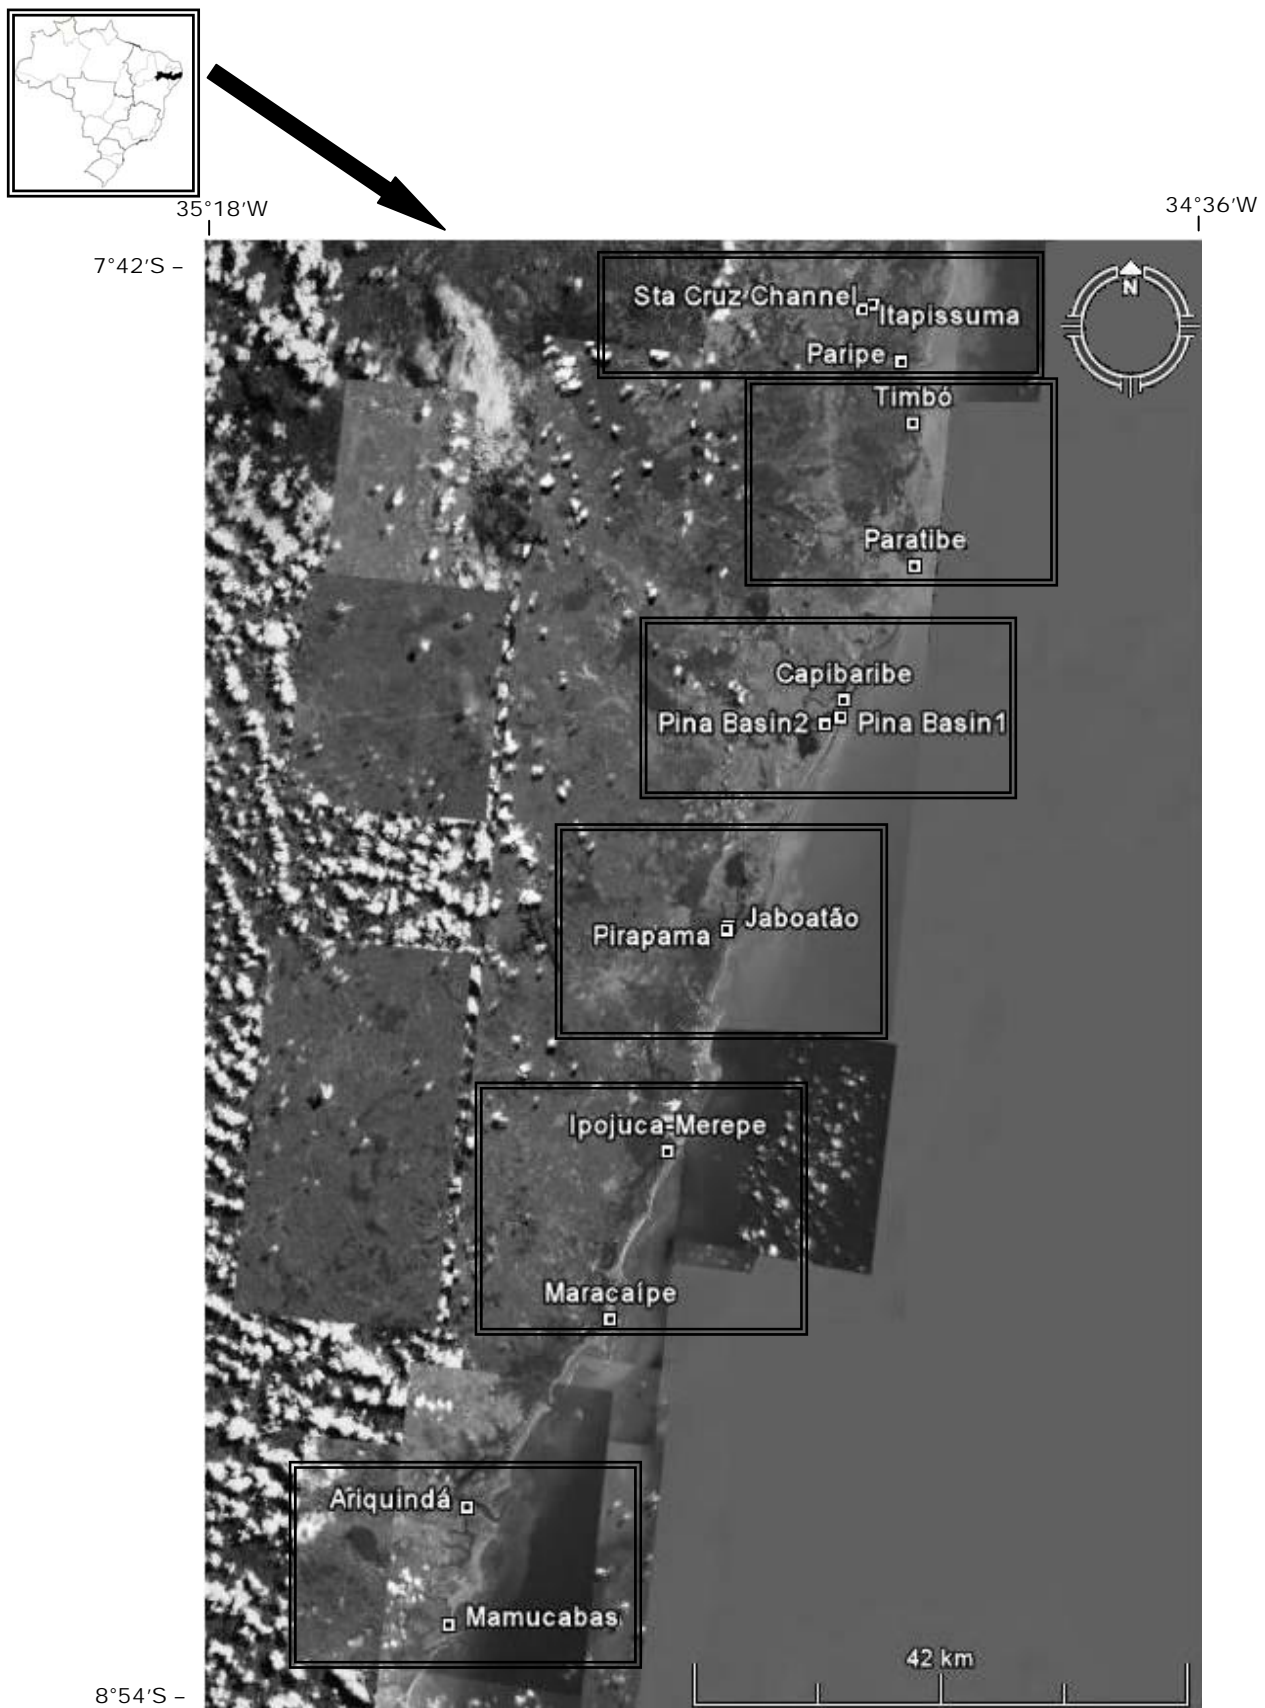 35°18'W
34°36'W
7°42'S –
N
Sta Cruz Channel
Itapissuma
Paripe
Timbó
Paratibe
Capibaribe
Pina Basin2
Pina Basin1
Jaboatão
Pirapama
Ipojuca-Merepe
Maracaípe
Ariquindá
Mamucabas
42 km
8°54'S –